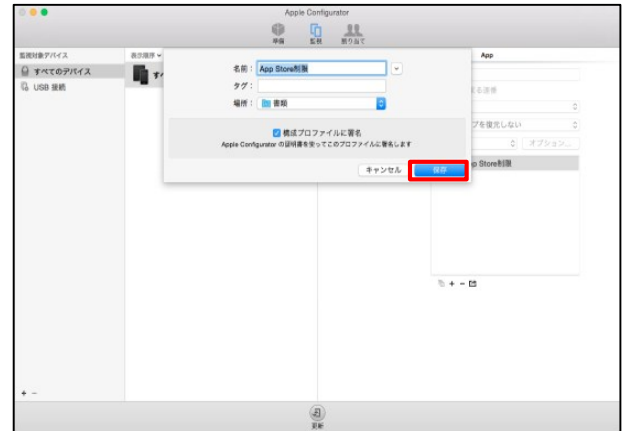 Apple Configurator
準備 監視 割り当て
監視対象デバイス
表示順序
App
すべてのデバイス
USB 接続
名前：
App Store制限
タグ：
場所：
書類
プを復元しない
オプション...
構成プロファイルに署名
Apple Configurator の証明書を使ってこのプロファイルに署名します
キャンセル
保存
p Store制限
更新